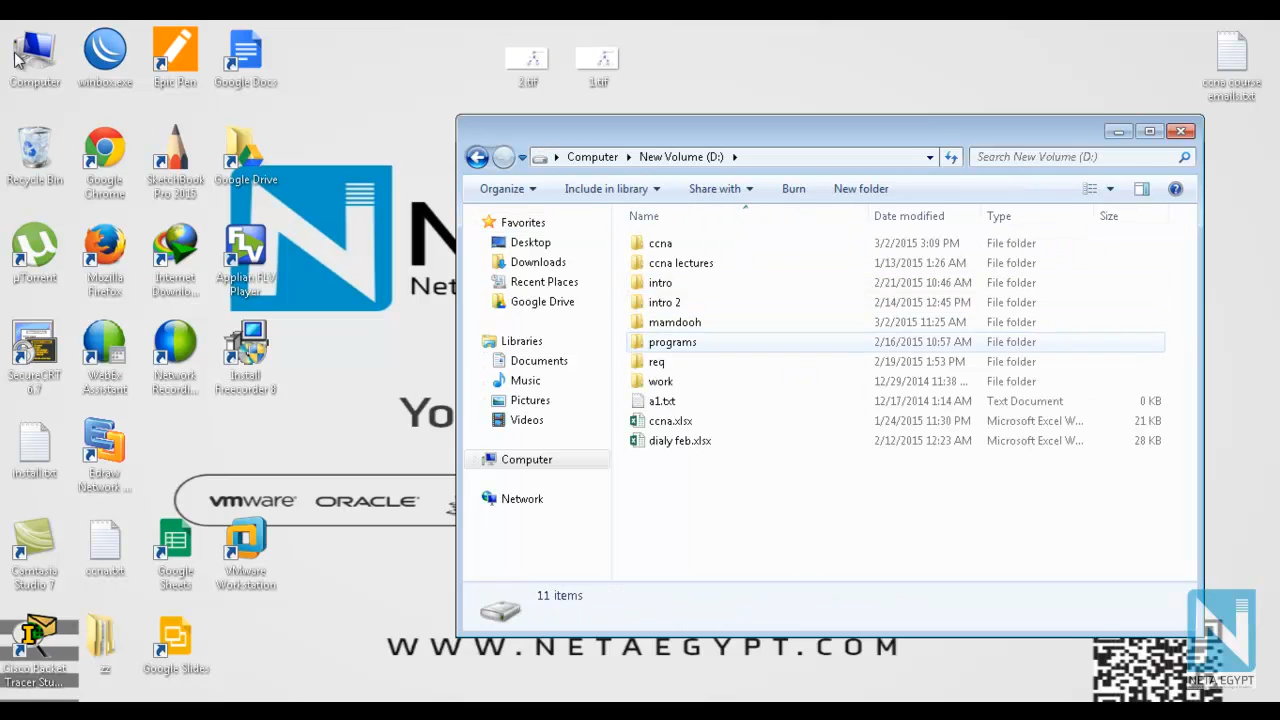 Computer
winbox.exe
Epic Pen
Google Docs
2.tif
1.tif
ccna course
emails.txt
Recycle Bin
Google
Chrome
SketchBook
Pro 2015
Google Drive
µTorrent
Mozilla
Firefox
Internet
Downlo...
Applian FLV
Player
Net
SecureCRT
6.7
WebEx
Assistant
Network
Recordi...
Install
Freecorder 8
Yo
install.txt
Edraw
Network ...
vmware ORACLE
Camtasia
Studio 7
ccna.txt
Google
Sheets
VMware
Workstation
Cisco Packet
Tracer Stu...
zz
Google Slides
Computer
New Volume (D:)
Search New Volume (D:)
Organize
Include in library
Share with
Burn
New folder
Favorites
Desktop
Downloads
Recent Places
Google Drive
Libraries
Documents
Music
Pictures
Videos
Computer
Network
Name Date modified Type Size
ccna 3/2/2015 3:09 PM File folder
ccna lectures 1/13/2015 1:26 AM File folder
intro 2/21/2015 10:46 AM File folder
intro 2 2/14/2015 12:45 PM File folder
mamdooh 3/2/2015 11:25 AM File folder
programs 2/16/2015 10:57 AM File folder
req 2/19/2015 1:53 PM File folder
work 12/29/2014 11:38 ... File folder
a1.txt 12/17/2014 1:14 AM Text Document 0 KB
ccna.xlsx 1/24/2015 11:30 PM Microsoft Excel W... 21 KB
dialy feb.xlsx 2/12/2015 12:23 AM Microsoft Excel W... 28 KB
11 items
WWW.NETAEGYPT.COM
META EGYPT